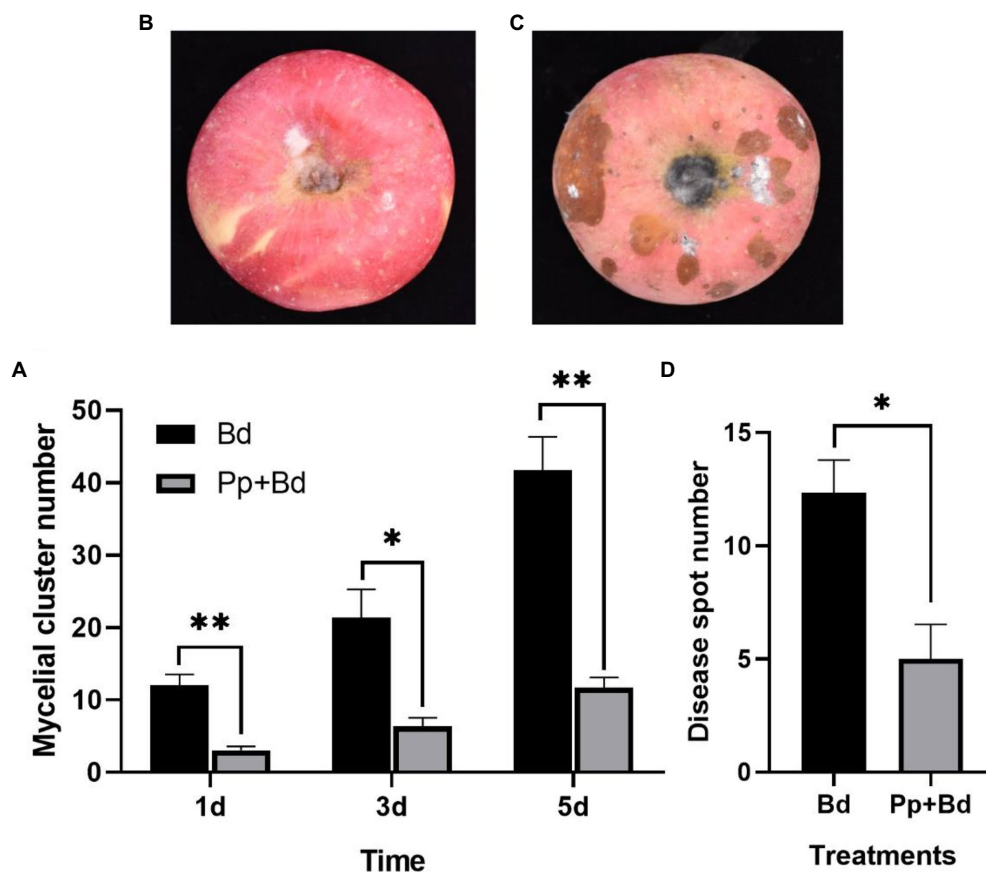 B
C
A
D
Mycelial cluster number
50
40
30
20
10
0
Bd
Pp+Bd
**
*
**
1d
3d
5d
Time
Disease spot number
15
10
5
0
*
Bd
Pp+Bd
Treatments